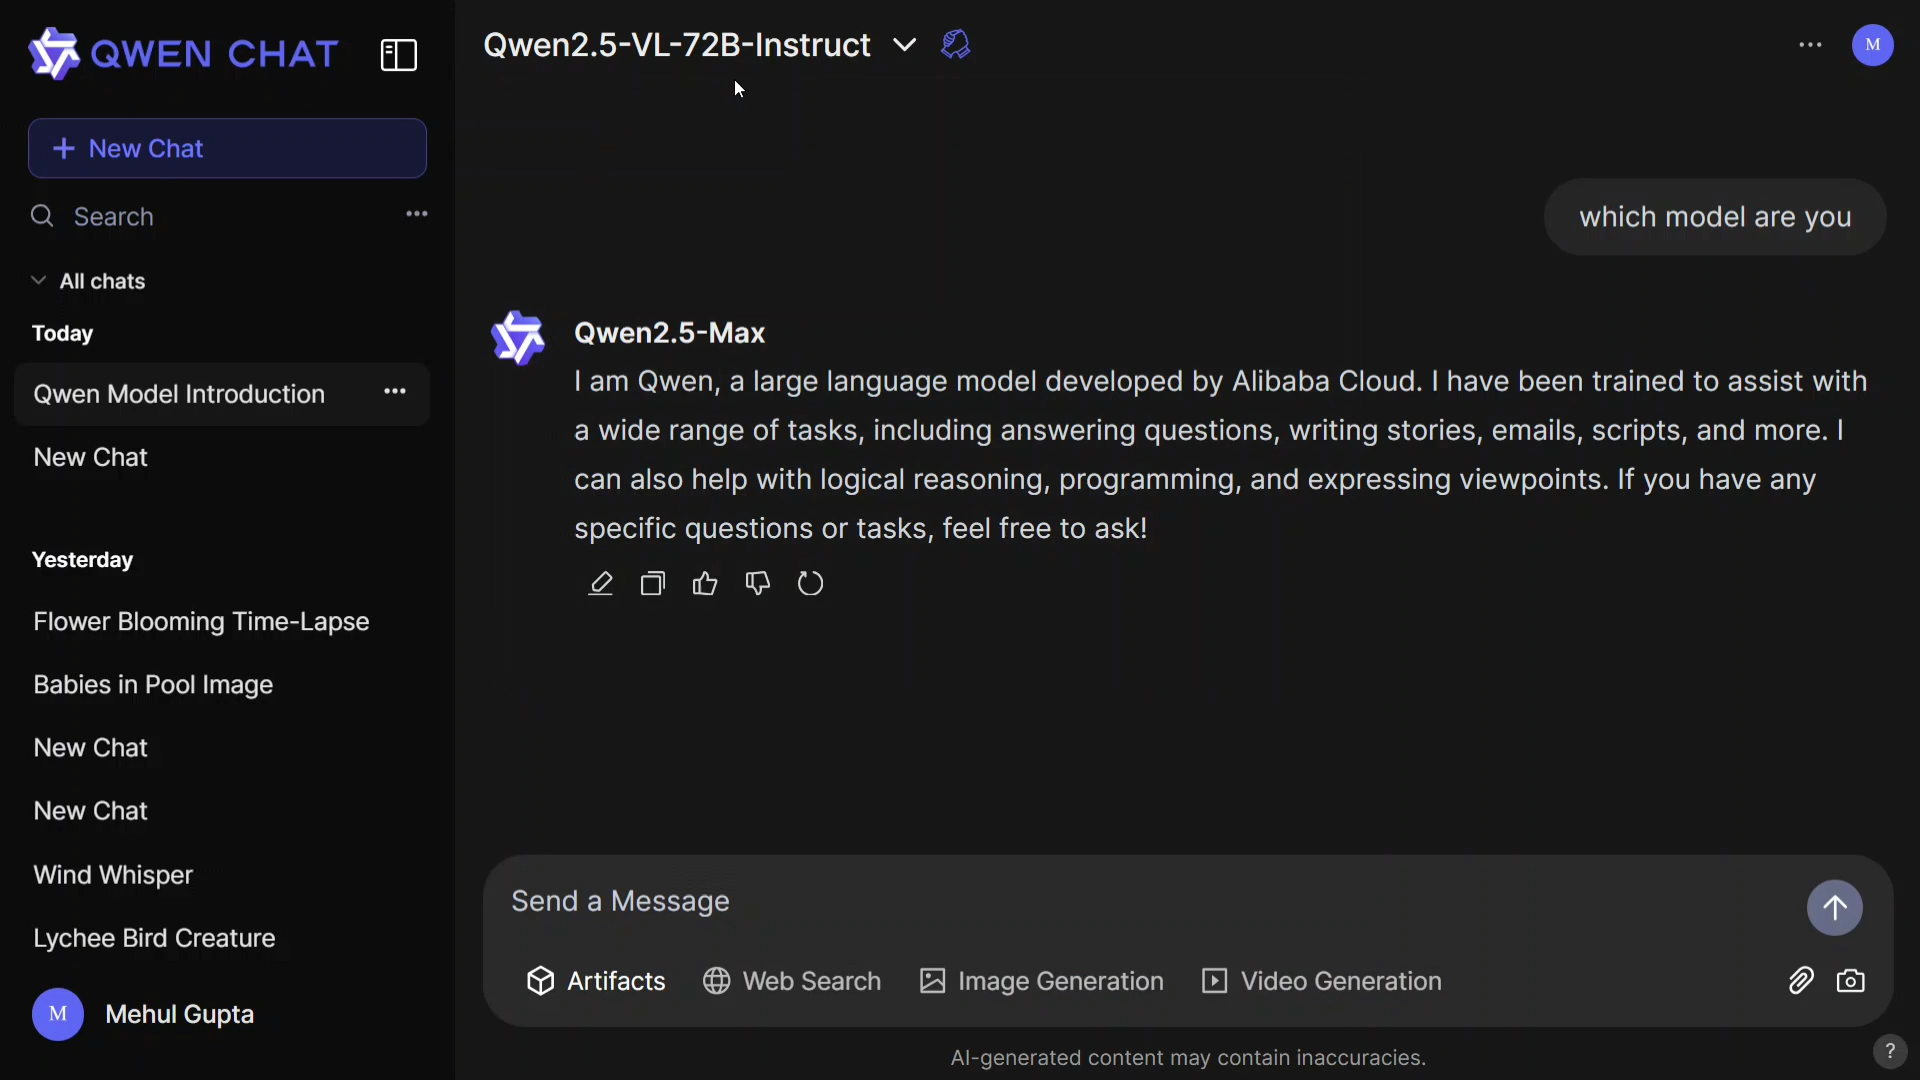 QWEN CHAT
New Chat
Search
All chats
Today
Qwen Model Introduction
New Chat
Yesterday
Flower Blooming Time-Lapse
Babies in Pool Image
New Chat
New Chat
Wind Whisper
Lychee Bird Creature
M
Mehul Gupta
Qwen2.5-VL-72B-Instruct
M
which model are you
Qwen2.5-Max
I am Qwen, a large language model developed by Alibaba Cloud. I have been trained to assist with
a wide range of tasks, including answering questions, writing stories, emails, scripts, and more. I
can also help with logical reasoning, programming, and expressing viewpoints. If you have any
specific questions or tasks, feel free to ask!
Send a Message
Artifacts
Web Search
Image Generation
Video Generation
AI-generated content may contain inaccuracies.
?